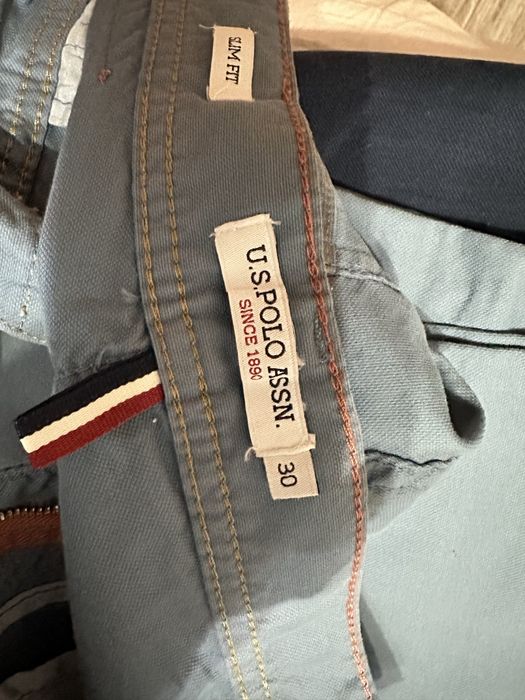 SLIM FIT
U.S. POLO ASSN.
SINCE 1890
30